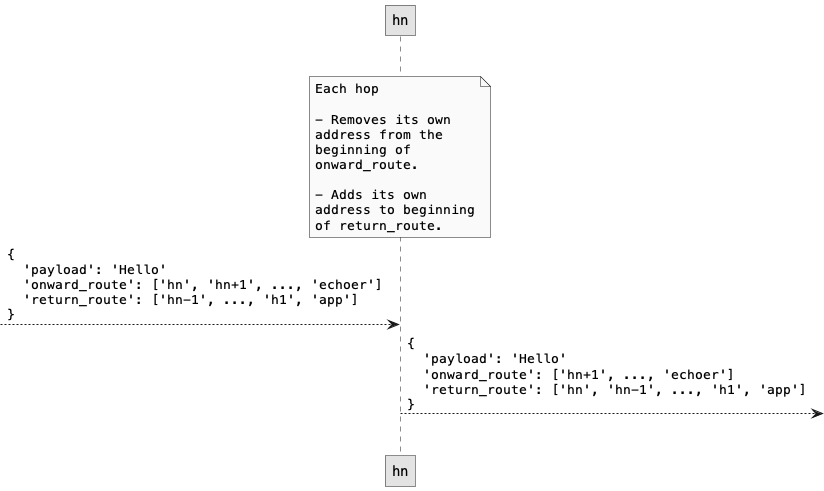 hn
Each hop
– Removes its own
address from the
beginning of
onward_route.
– Adds its own
address to beginning
of return_route.
{
  'payload': 'Hello'
  'onward_route': ['hn', 'hn+1', ..., 'echoer']
  'return_route': ['hn–1', ..., 'h1', 'app']
}
{
  'payload': 'Hello'
  'onward_route': ['hn+1', ..., 'echoer']
  'return_route': ['hn', 'hn–1', ..., 'h1', 'app']
}
hn